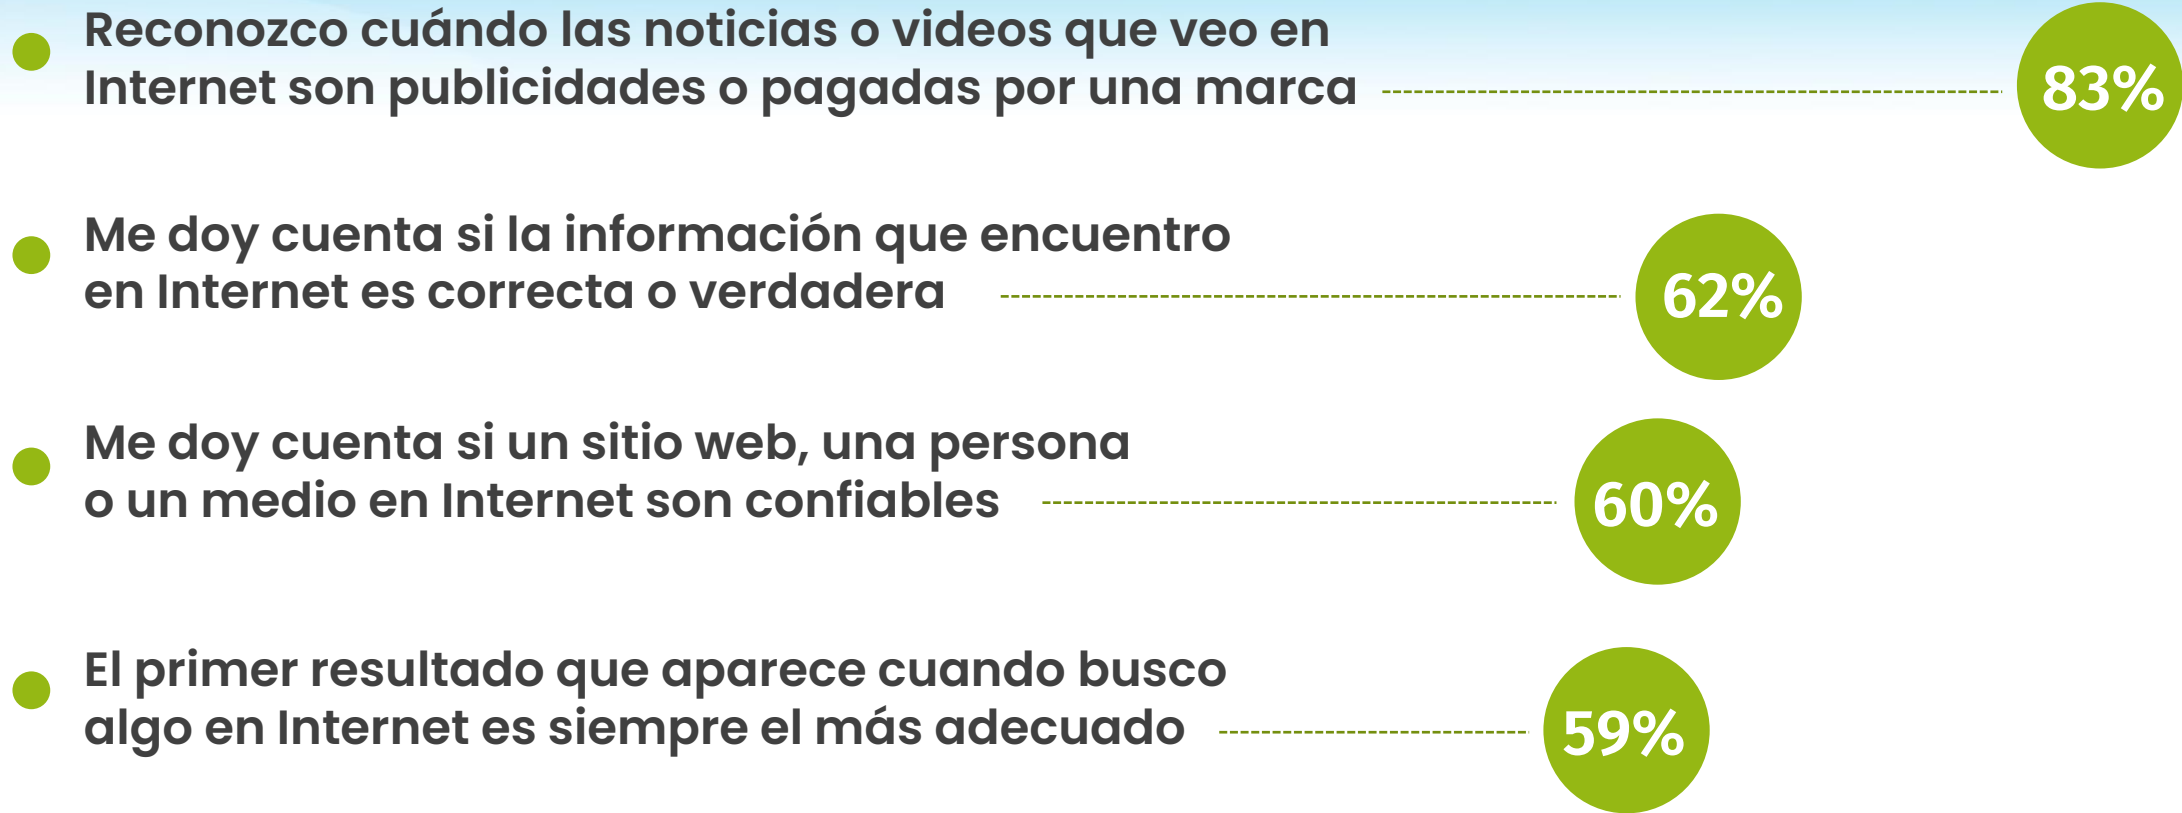 Reconozco cuándo las noticias o videos que veo en
Internet son publicidades o pagadas por una marca
83%
Me doy cuenta si la información que encuentro
en Internet es correcta o verdadera
62%
Me doy cuenta si un sitio web, una persona
o un medio en Internet son confiables
60%
El primer resultado que aparece cuando busco
algo en Internet es siempre el más adecuado
59%